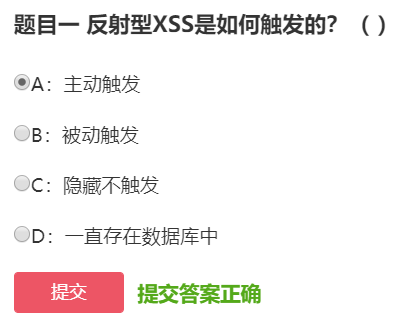 题目一 反射型XSS是如何触发的？（ ）
A：主动触发
B：被动触发
C：隐藏不触发
D：一直存在数据库中
提交 提交答案正确